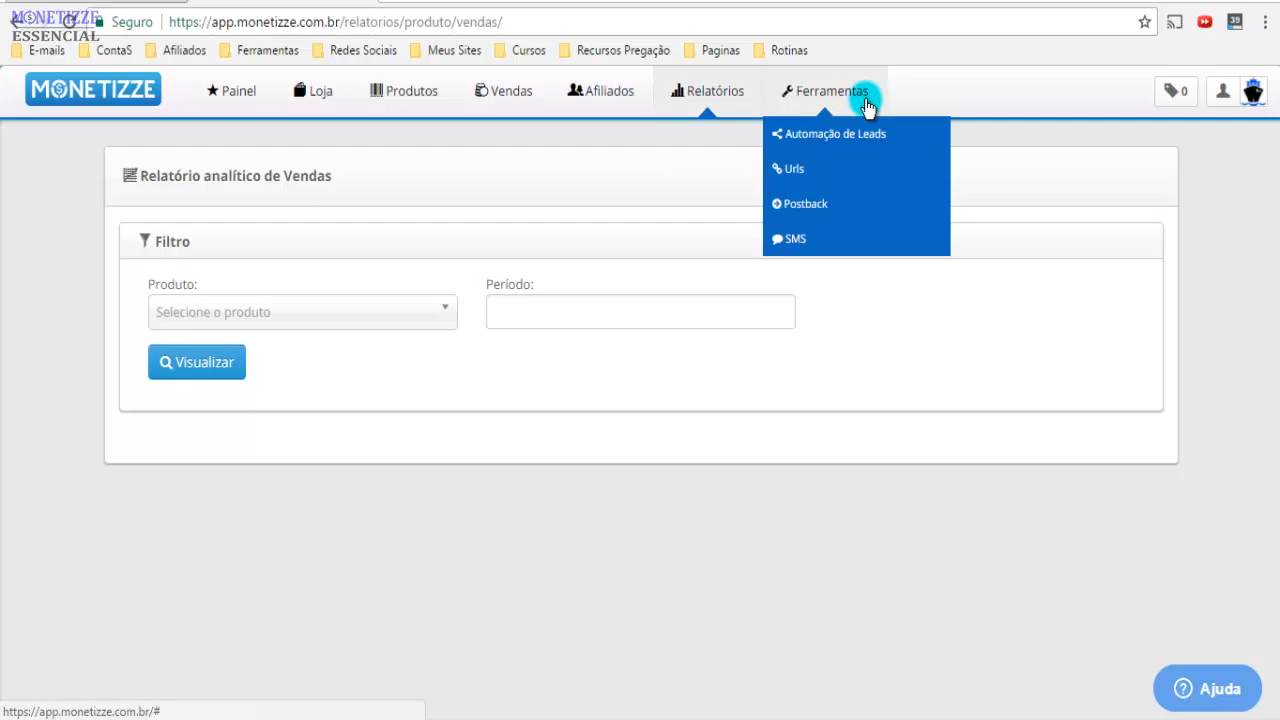 MONETIZZE
ESSENCIAL
Seguro https://app.monetizze.com.br/relatorios/produto/vendas/ 39
E-mails ContaS Afiliados Ferramentas Redes Sociais Meus Sites Cursos Recursos Pregação Paginas Rotinas
MONETIZZE Painel Loja Produtos Vendas Afiliados Relatórios Ferramentas 0
Automação de Leads
Urls
Postback
SMS
Relatório analítico de Vendas
Filtro
Produto: Período:
Selecione o produto
Visualizar
? Ajuda
https://app.monetizze.com.br/#